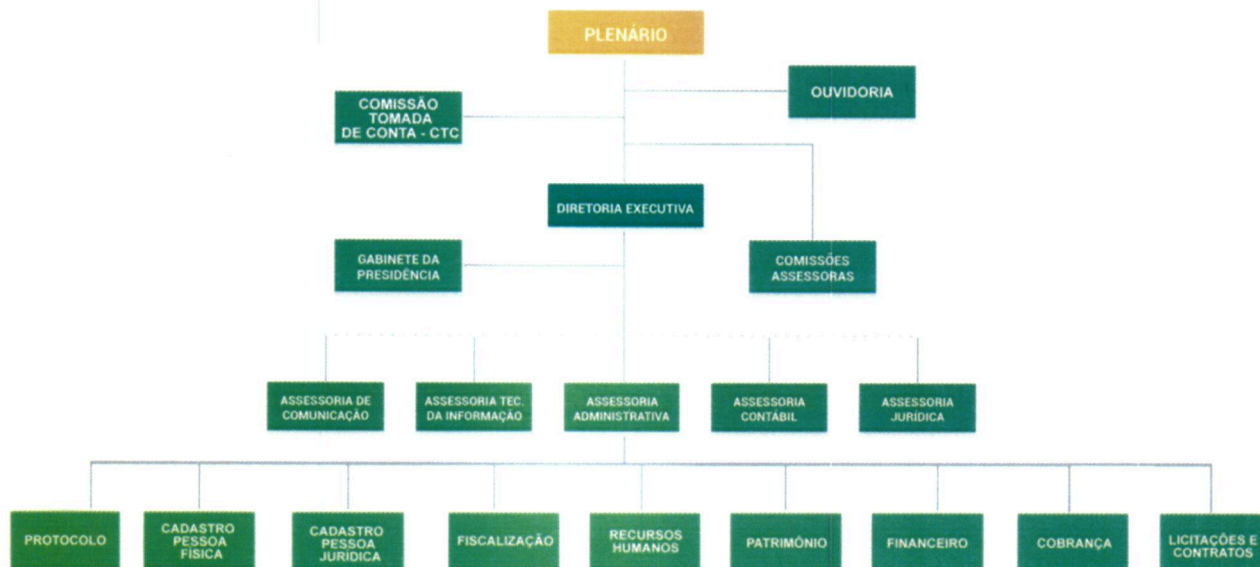 PLENÁRIO
OUVIDORIA
COMISSÃO
TOMADA
DE CONTA - CTC
DIRETORIA EXECUTIVA
GABINETE DA
PRESIDÊNCIA
COMISSÕES
ASSESSORAS
ASSESSORIA DE
COMUNICAÇÃO
ASSESSORIA TEC.
DA INFORMAÇÃO
ASSESSORIA
ADMINISTRATIVA
ASSESSORIA
CONTÁBIL
ASSESSORIA
JURÍDICA
PROTOCOLO
CADASTRO
PESSOA
FÍSICA
CADASTRO
PESSOA
JURÍDICA
FISCALIZAÇÃO
RECURSOS
HUMANOS
PATRIMÔNIO
FINANCEIRO
COBRANÇA
LICITAÇÕES E
CONTRATOS